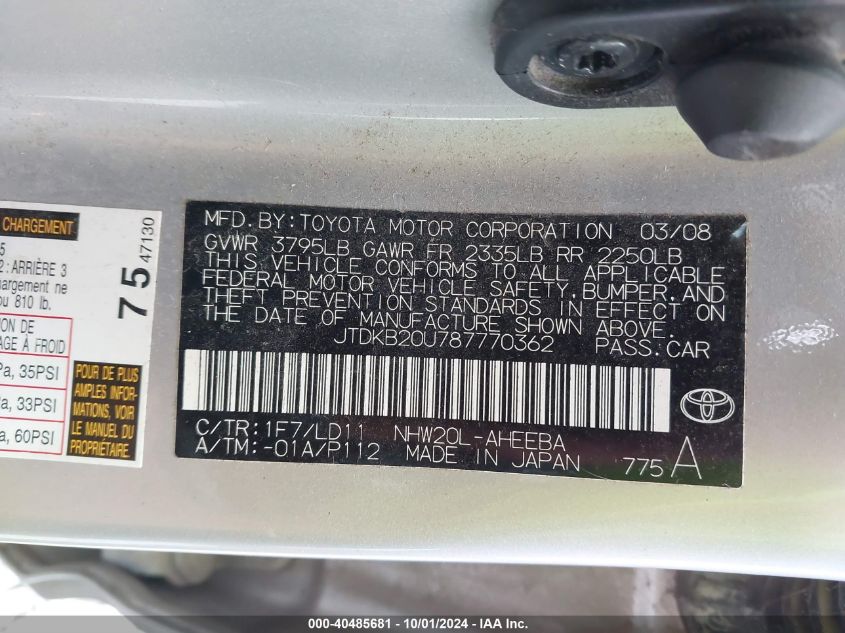 MFD. BY: TOYOTA MOTOR CORPORATION 03/08
GVWR 3795LB GAWR FR 2335LB RR 2250LB
THIS VEHICLE CONFORMS TO ALL APPLICABLE
FEDERAL MOTOR VEHICLE SAFETY, BUMPER, AND
THEFT PREVENTION STANDARDS IN EFFECT ON
THE DATE OF MANUFACTURE SHOWN ABOVE.
JTDKB20U787770362 PASS. CAR
C/TR: 1F7/LD11 NHW20L-AHEEBA
A/TM: -01A/P112 MADE IN JAPAN 775 A
CHARGEMENT
5
2: ARRIÈRE 3
hargement ne
ou 810 lb.
75 47130
ION DE
AGE À FROID
Pa, 35PSI
a, 33PSI
a, 60PSI
POUR DE PLUS
AMPLES INFOR-
MATIONS, VOIR
LE MANUEL DU
000-40485681 - 10/01/2024 - IAA Inc.